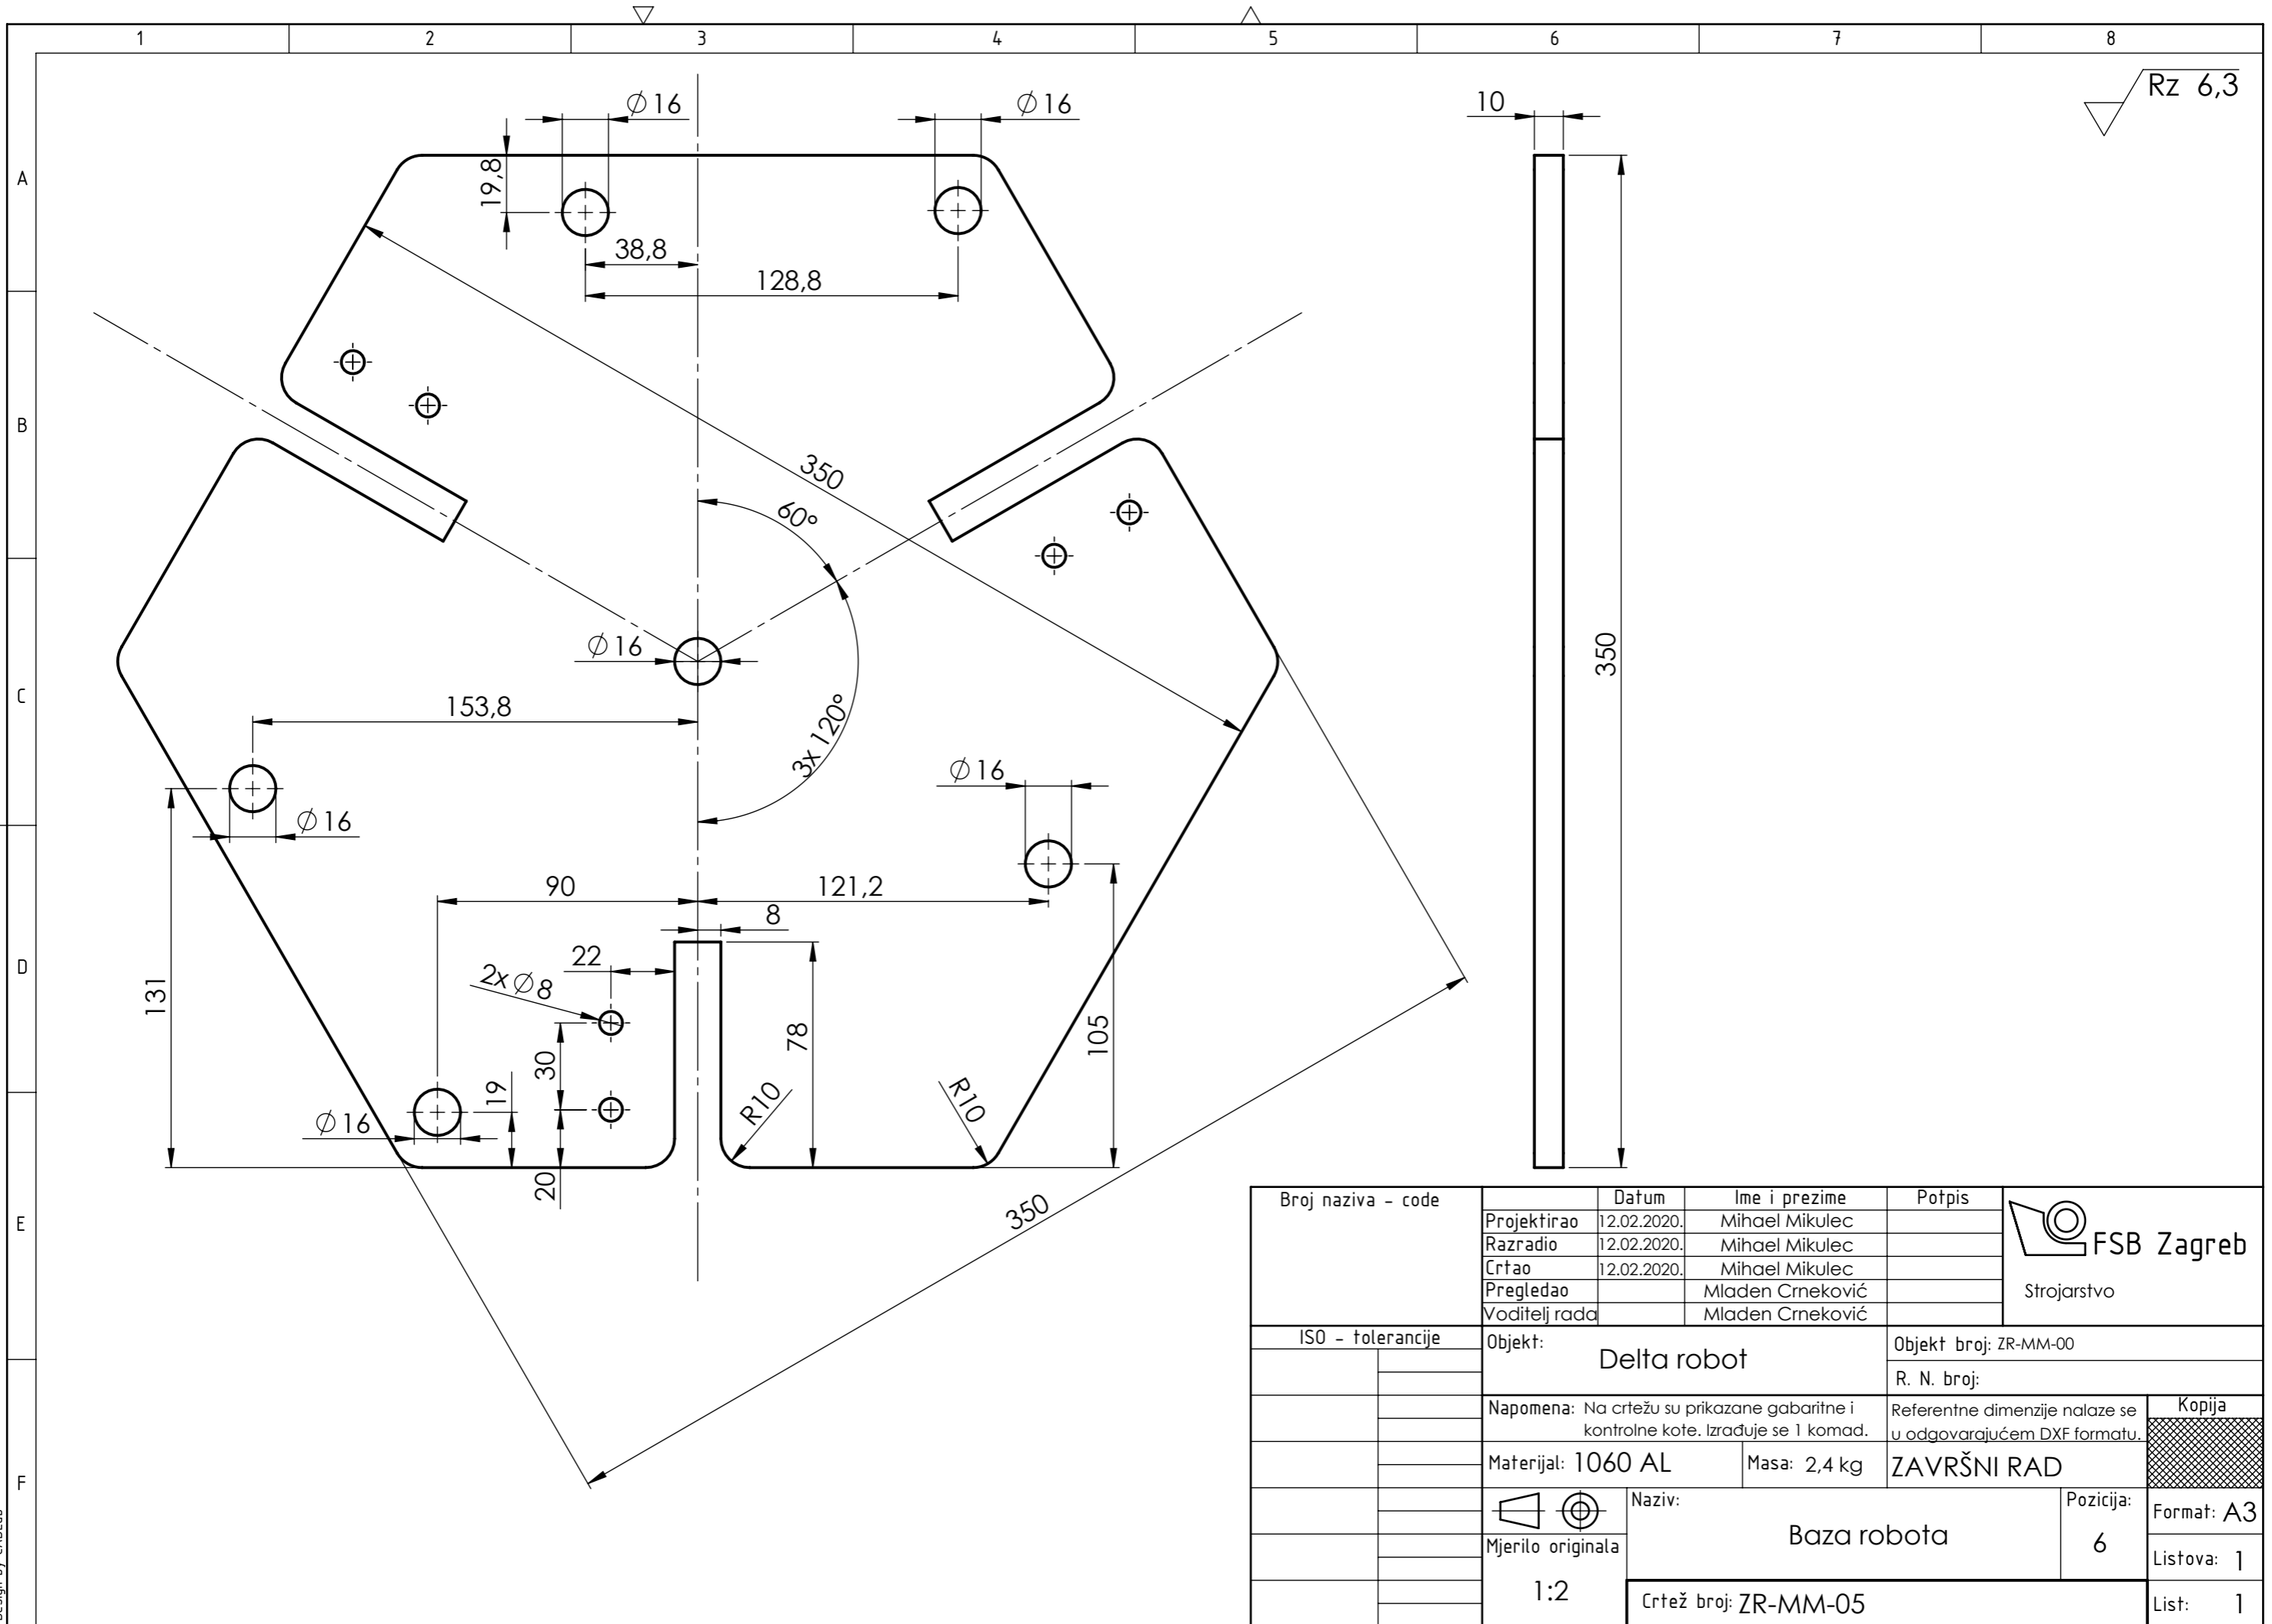 1 2 3 4 5 6 7 8
A
B
C
D
E
F
Rz 6,3
∅16
∅16
10
19,8
38,8
128,8
350
60°
∅16
350
153,8
3x 120°
∅16
∅16
90
121,2
8
22
2x ∅8
131
30
78
105
19
R10
R10
∅16
20
350
Broj naziva - code
Datum Ime i prezime Potpis
Projektirao 12.02.2020. Mihael Mikulec
Razradio 12.02.2020. Mihael Mikulec
Crtao 12.02.2020. Mihael Mikulec
Pregledao Mladen Crneković
Voditelj rada Mladen Crneković
FSB Zagreb
Strojarstvo
ISO - tolerancije
Objekt:
Delta robot
Objekt broj: ZR-MM-00
R. N. broj:
Napomena: Na crtežu su prikazane gabaritne i
kontrolne kote. Izrađuje se 1 komad.
Referentne dimenzije nalaze se
u odgovarajućem DXF formatu.
Kopija
Materijal: 1060 AL
Masa: 2,4 kg
ZAVRŠNI RAD
Naziv:
Baza robota
Pozicija:
6
Format: A3
Mjerilo originala
1:2
Listova: 1
Crtež broj: ZR-MM-05
List: 1